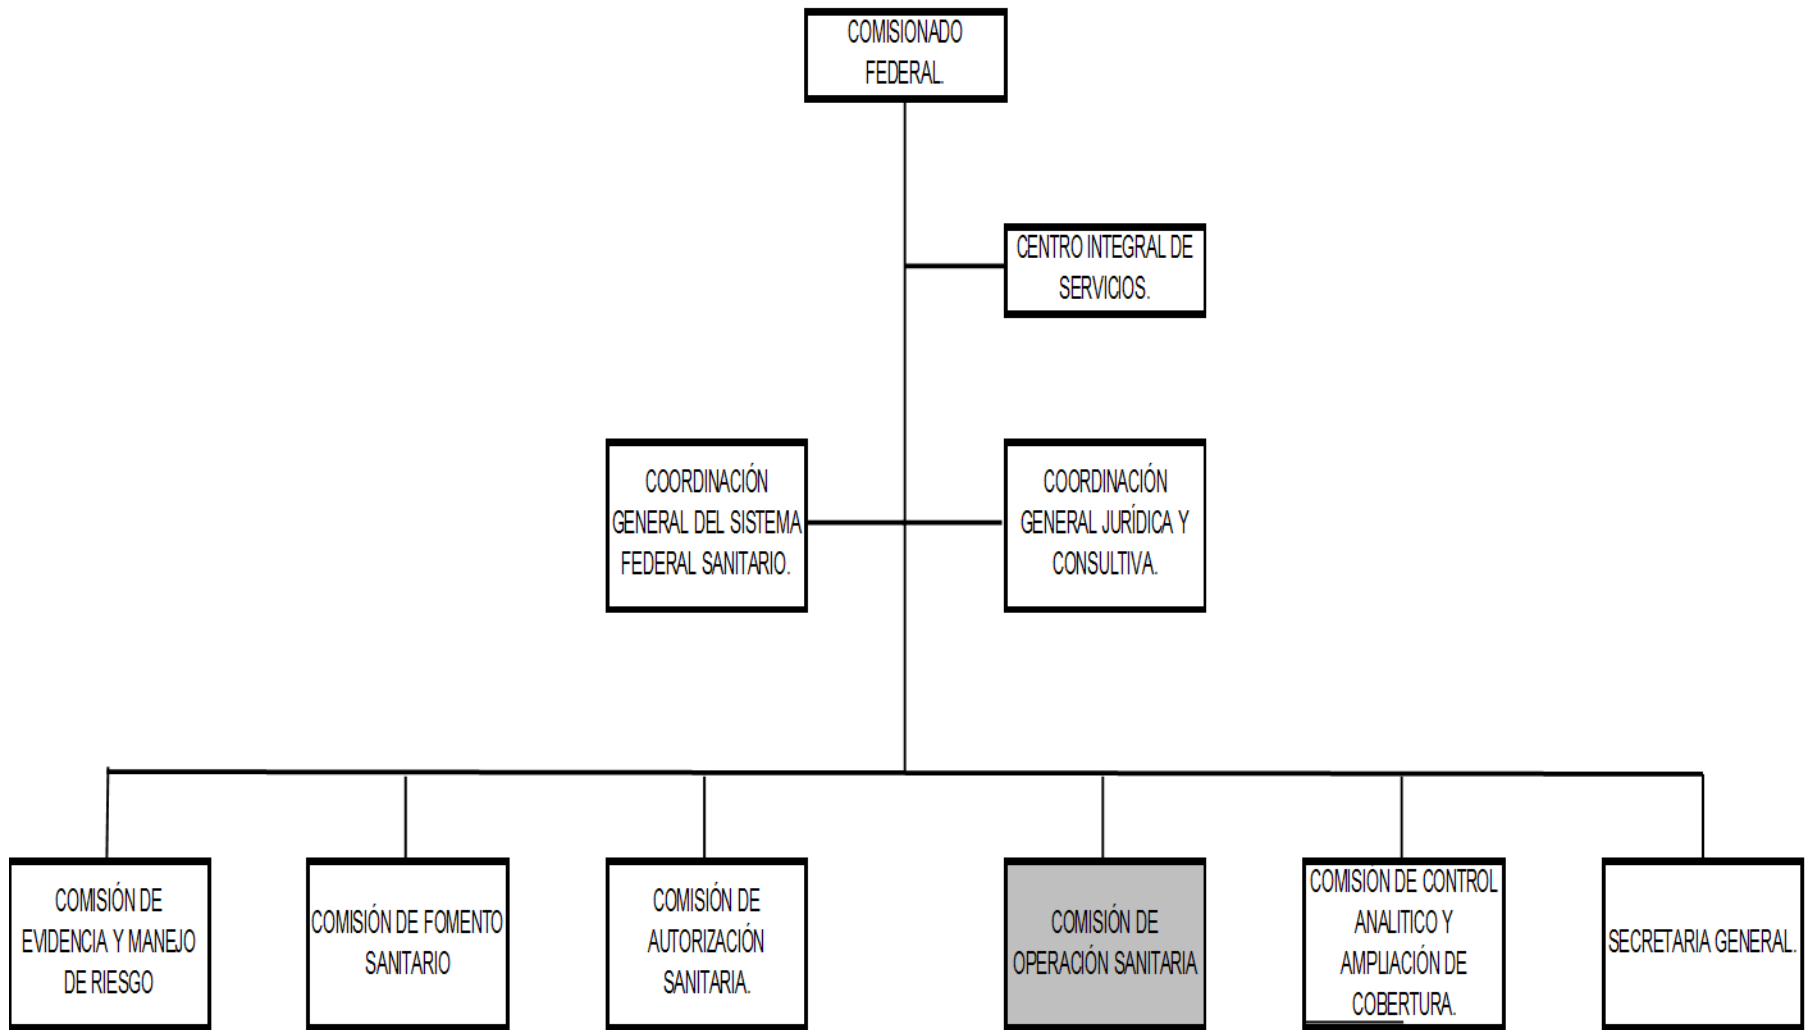 COMISIONADO
FEDERAL.
CENTRO INTEGRAL DE
SERVICIOS.
COORDINACIÓN
GENERAL DEL SISTEMA
FEDERAL SANITARIO.
COORDINACIÓN
GENERAL JURÍDICA Y
CONSULTIVA.
COMISIÓN DE
EVIDENCIA Y MANEJO
DE RIESGO
COMISIÓN DE FOMENTO
SANITARIO
COMISIÓN DE
AUTORIZACIÓN
SANITARIA.
COMISIÓN DE
OPERACIÓN SANITARIA
COMISIÓN DE CONTROL
ANALITICO Y
AMPLIACIÓN DE
COBERTURA.
SECRETARIA GENERAL.